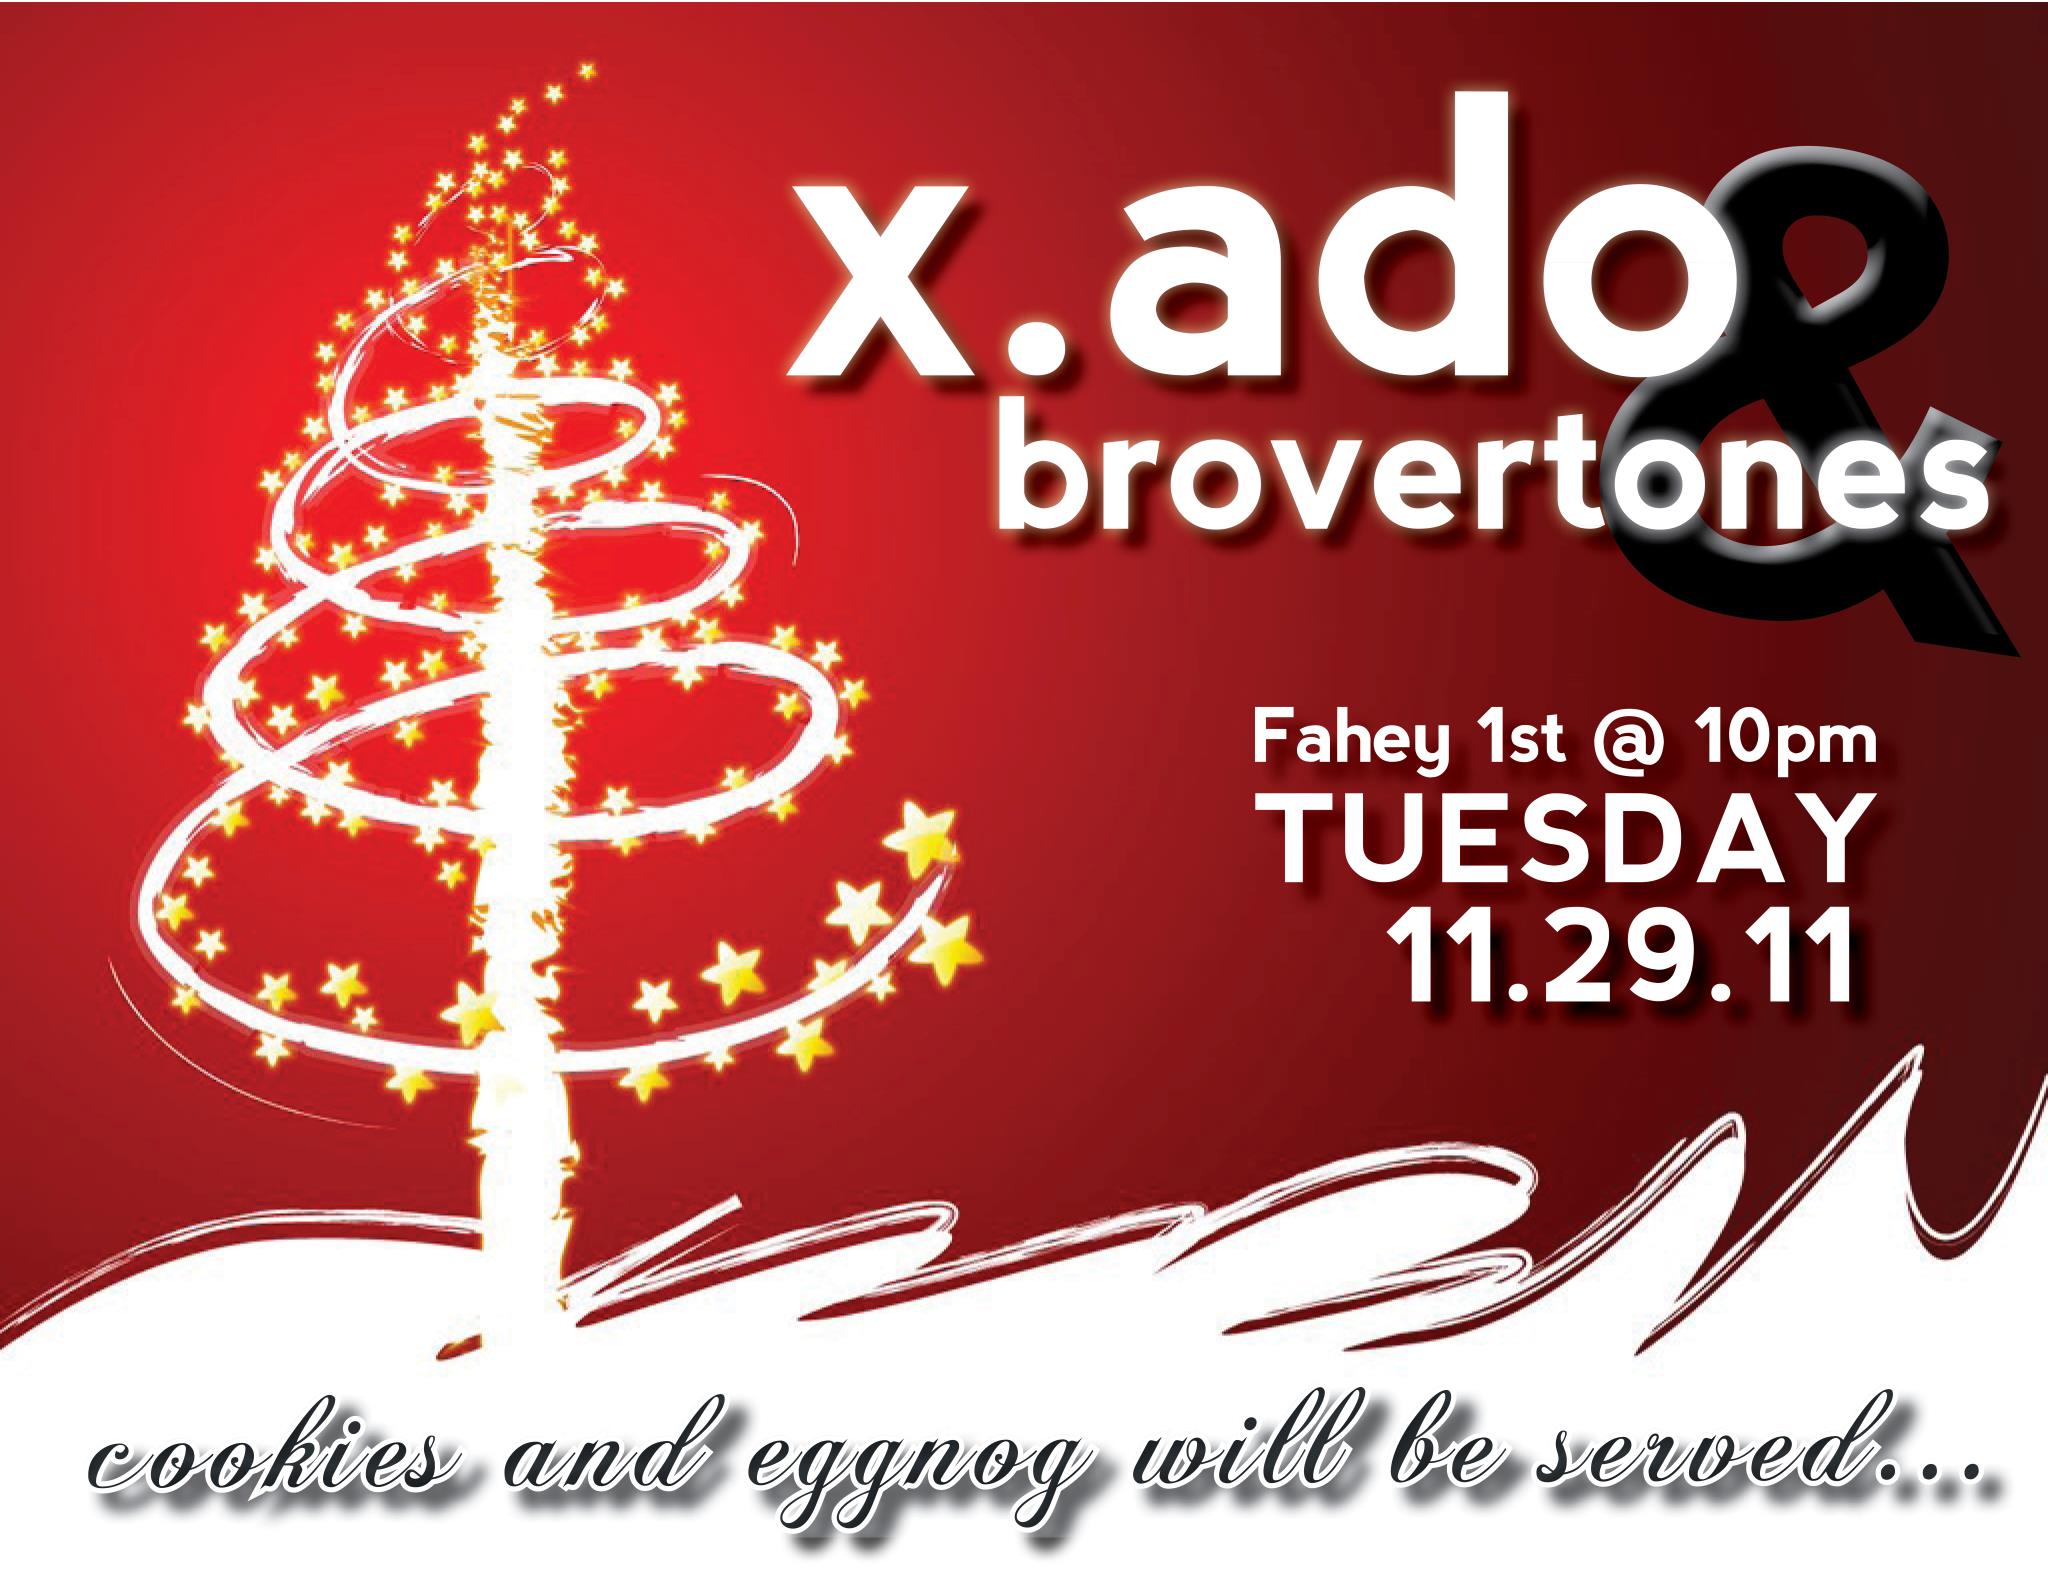 x.ado &
brovertones
Fahey 1st @ 10pm
TUESDAY
11.29.11
cookies and eggnog will be served...